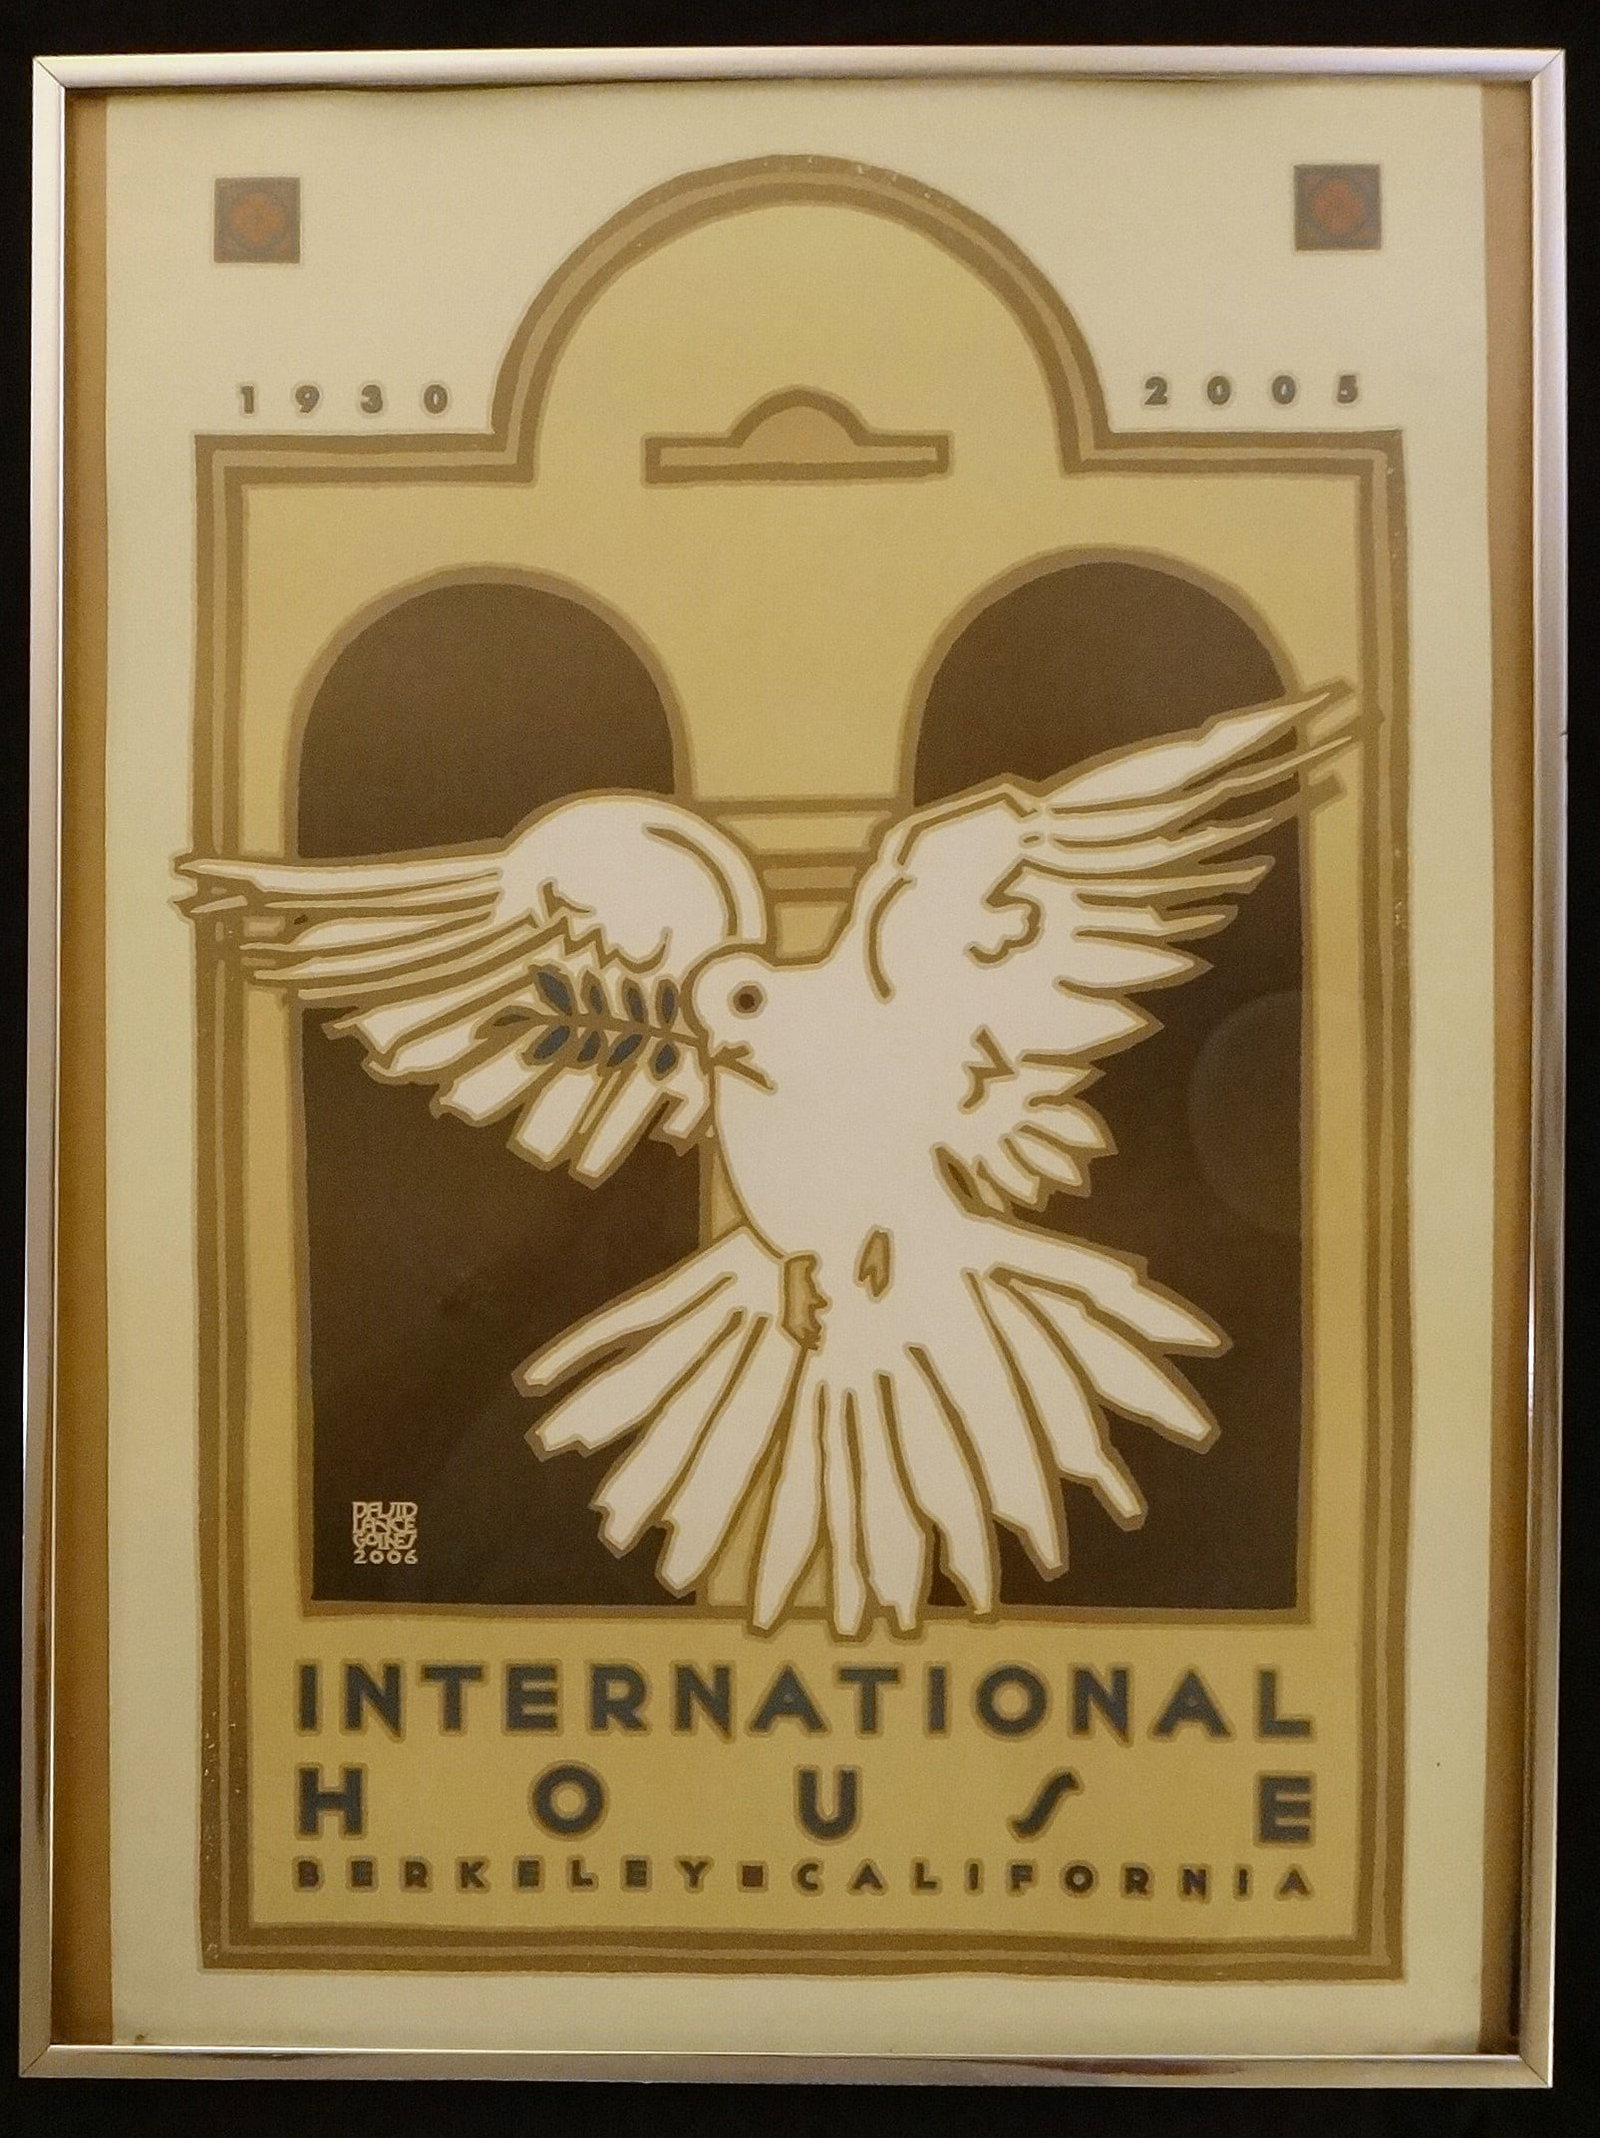 1930
2005
DAVID
LANCE
GOINES
2006
INTERNATIONAL
HOUSE
BERKELEY▪CALIFORNIA